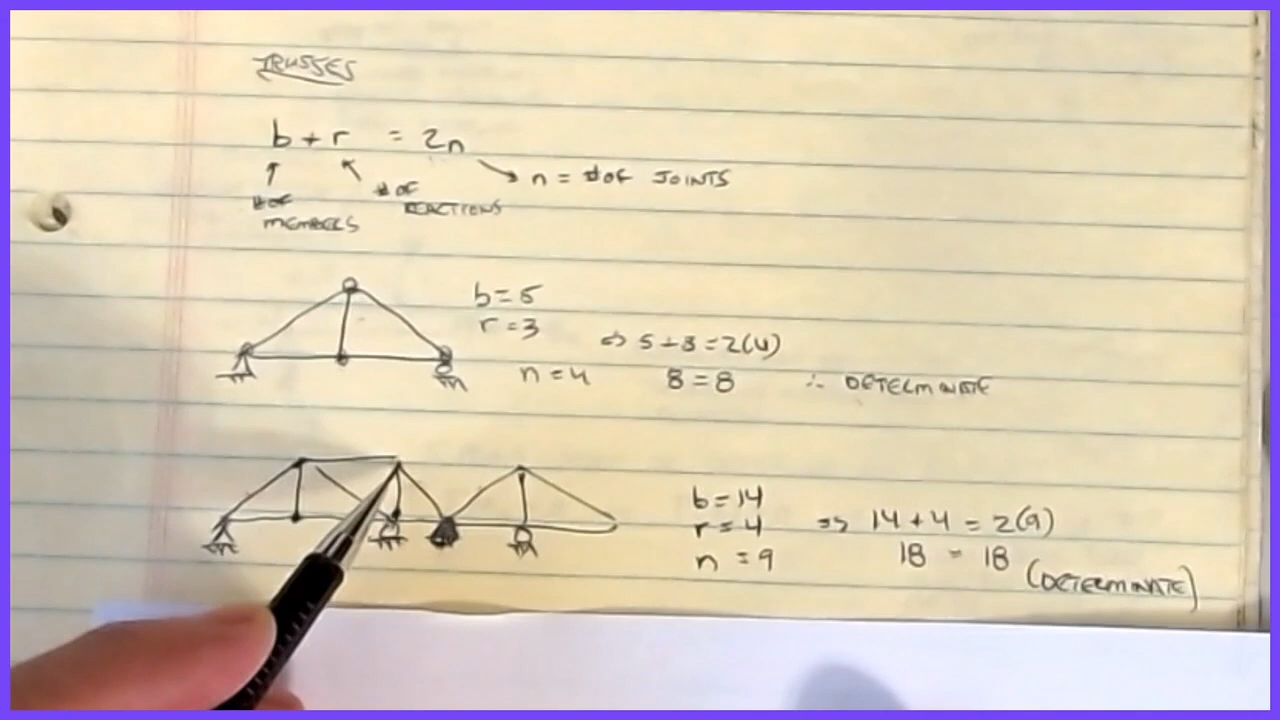 TRUSSES
b + r = 2n
n = # OF JOINTS
# OF MEMBERS
# OF REACTIONS
b = 5
r = 3
⇒ 5 + 3 = 2(4)
n = 4
8 = 8
∴ DETERMINATE
b = 14
r = 4
⇒ 14 + 4 = 2(9)
n = 9
18 = 18
(DETERMINATE)